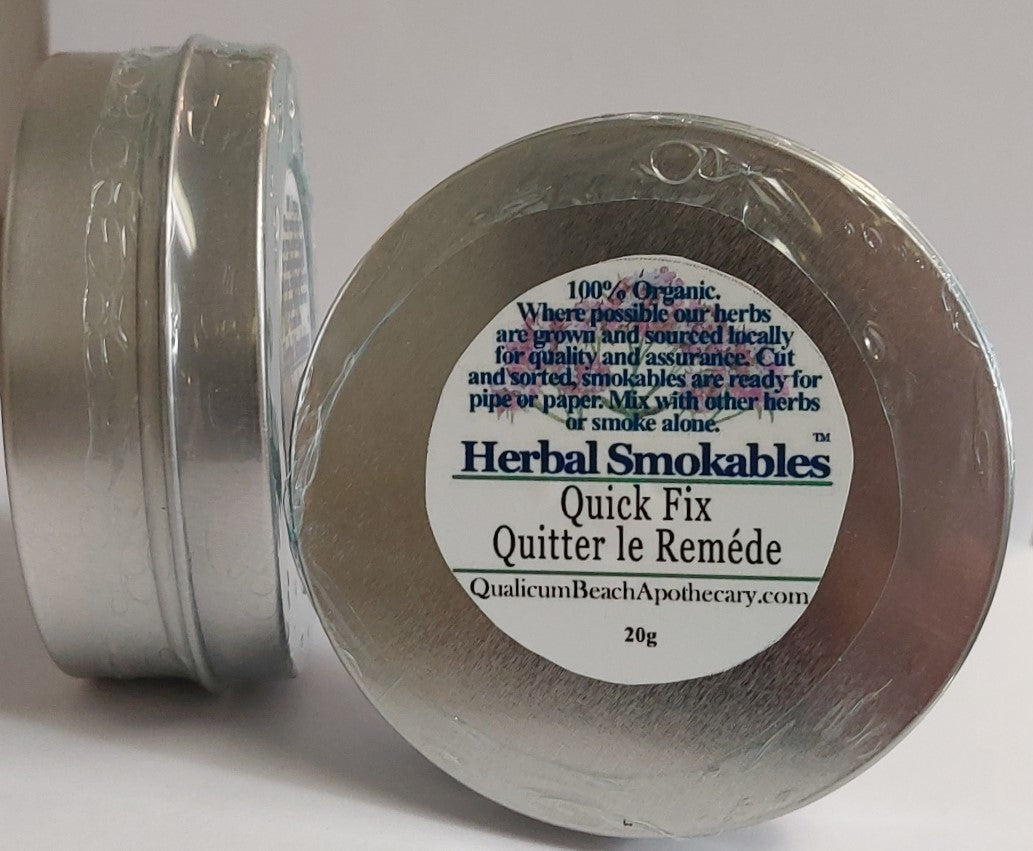 100% Organic.
Where possible our herbs
are grown and sourced locally
for quality and assurance. Cut
and sorted, smokables are ready for
pipe or paper. Mix with other herbs
or smoke alone.
Herbal Smokables™
Quick Fix
Quitter le Reméde
QualicumBeachApothecary.com
20g